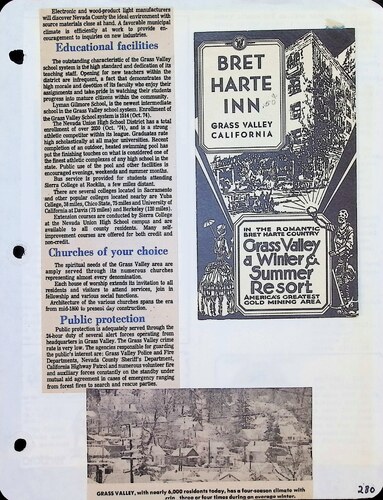 Electronic and wood-product light manufacturers
will discover Nevada County the ideal environment with
source materials close at hand. A favorable municipal
climate is efficiently at work to provide en-
couragement to inquiries on new industries.
Educational facilities
The outstanding characteristic of the Grass Valley
school system is the high standard and dedication of its
teaching staff. Opening for new teachers within the
district are infrequent, a fact that demonstrates the
high morale and devotion of its faculty who enjoy their
assignments and take pride in watching their students
progress into mature citizens within the community.
Lyman Gilmore School, is the newest intermediate
school in the Grass Valley school system. Enrollment of
the Grass Valley School system is 1164 (Oct. 74).
The Nevada Union High School District has a total
enrollment of over 2030 (Oct. '74), and is a strong
athletic competitor within its league. Graduates rate
high scholastically at all major universities. Recent
completion of an outdoor, heated swimming pool has
put the finishing touches on what is considered one of
the finest athletic complexes of any high school in the
state. Public use of the pool and other facilities is
encouraged evenings, weekends and summer months.
Bus service is provided for students attending
Sierra College at Rocklin, a few miles distant.
There are several colleges located in Sacramento
and other popular colleges located nearby are Yuba
College, 38 miles, Chico State, 75 miles and University of
California at Davis (75 miles) and Berkeley (120 miles).
Extension courses are conducted by Sierra College
at the Nevada Union High School campus and are
available to all county residents. Many self-
improvement courses are offered for both credit and
non-credit.
Churches of your choice
The spiritual needs of the Grass Valley area are
amply served through its numerous churches
representing almost every denomination.
Each house of worship extends its invitation to all
residents and visitors to attend services, join in
fellowship and various social functions.
Architecture of the various churches spans the era
from mid-1800 to present day construction.
Public protection
Public protection is adequately served through the
24-hour duty of several alert forces operating from
headquarters in Grass Valley. The Grass Valley crime
rate is very low. The agencies responsible for guarding
the public's interest are: Grass Valley Police and Fire
Departments, Nevada County Sheriff's Department,
California Highway Patrol and numerous volunteer fire
and auxiliary forces constantly on the standby under
mutual aid agreement in cases of emergency ranging
from forest fires to search and rescue parties.
BRET
HARTE
INN
GRASS VALLEY
CALIFORNIA
IN THE ROMANTIC
BRET HARTE COUNTRY
Grass Valley
a Winter &
Summer
Resort
AMERICA'S GREATEST
GOLD MINING AREA
GRASS VALLEY, with nearly 6,000 residents today, has a four-season climate with
three or four times during an average winter.
280